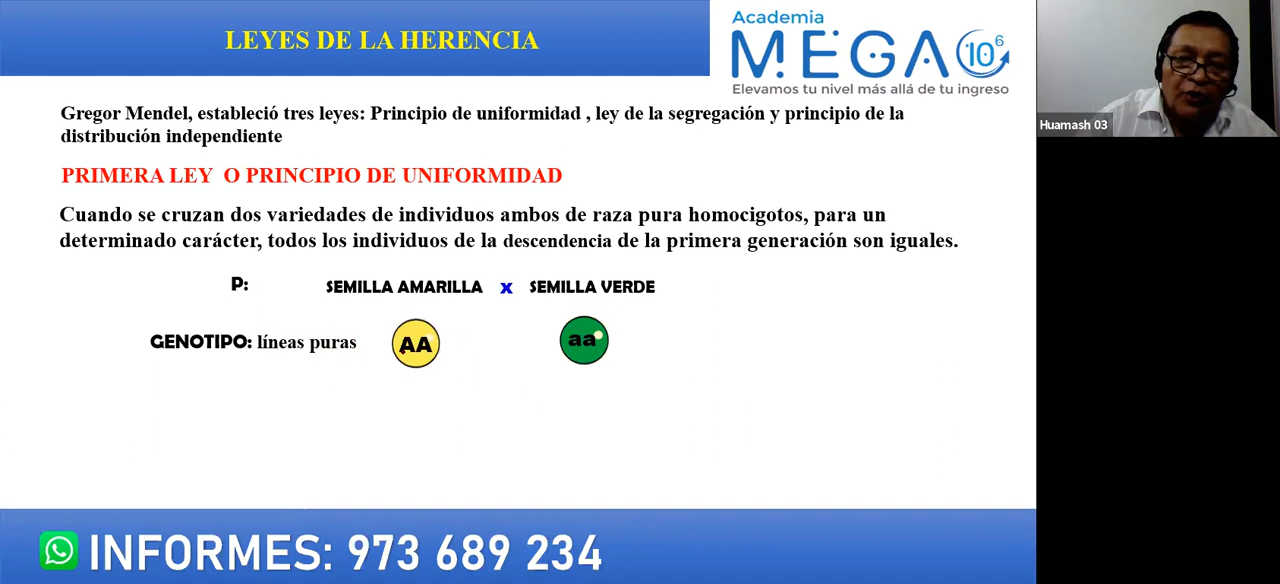 LEYES DE LA HERENCIA
Academia
MEGA 10⁶
Elevamos tu nivel más allá de tu ingreso
Huamash 03
Gregor Mendel, estableció tres leyes: Principio de uniformidad , ley de la segregación y principio de la
distribución independiente
PRIMERA LEY O PRINCIPIO DE UNIFORMIDAD
Cuando se cruzan dos variedades de individuos ambos de raza pura homocigotos, para un
determinado carácter, todos los individuos de la descendencia de la primera generación son iguales.
P: SEMILLA AMARILLA x SEMILLA VERDE
GENOTIPO: líneas puras AA aa
INFORMES: 973 689 234